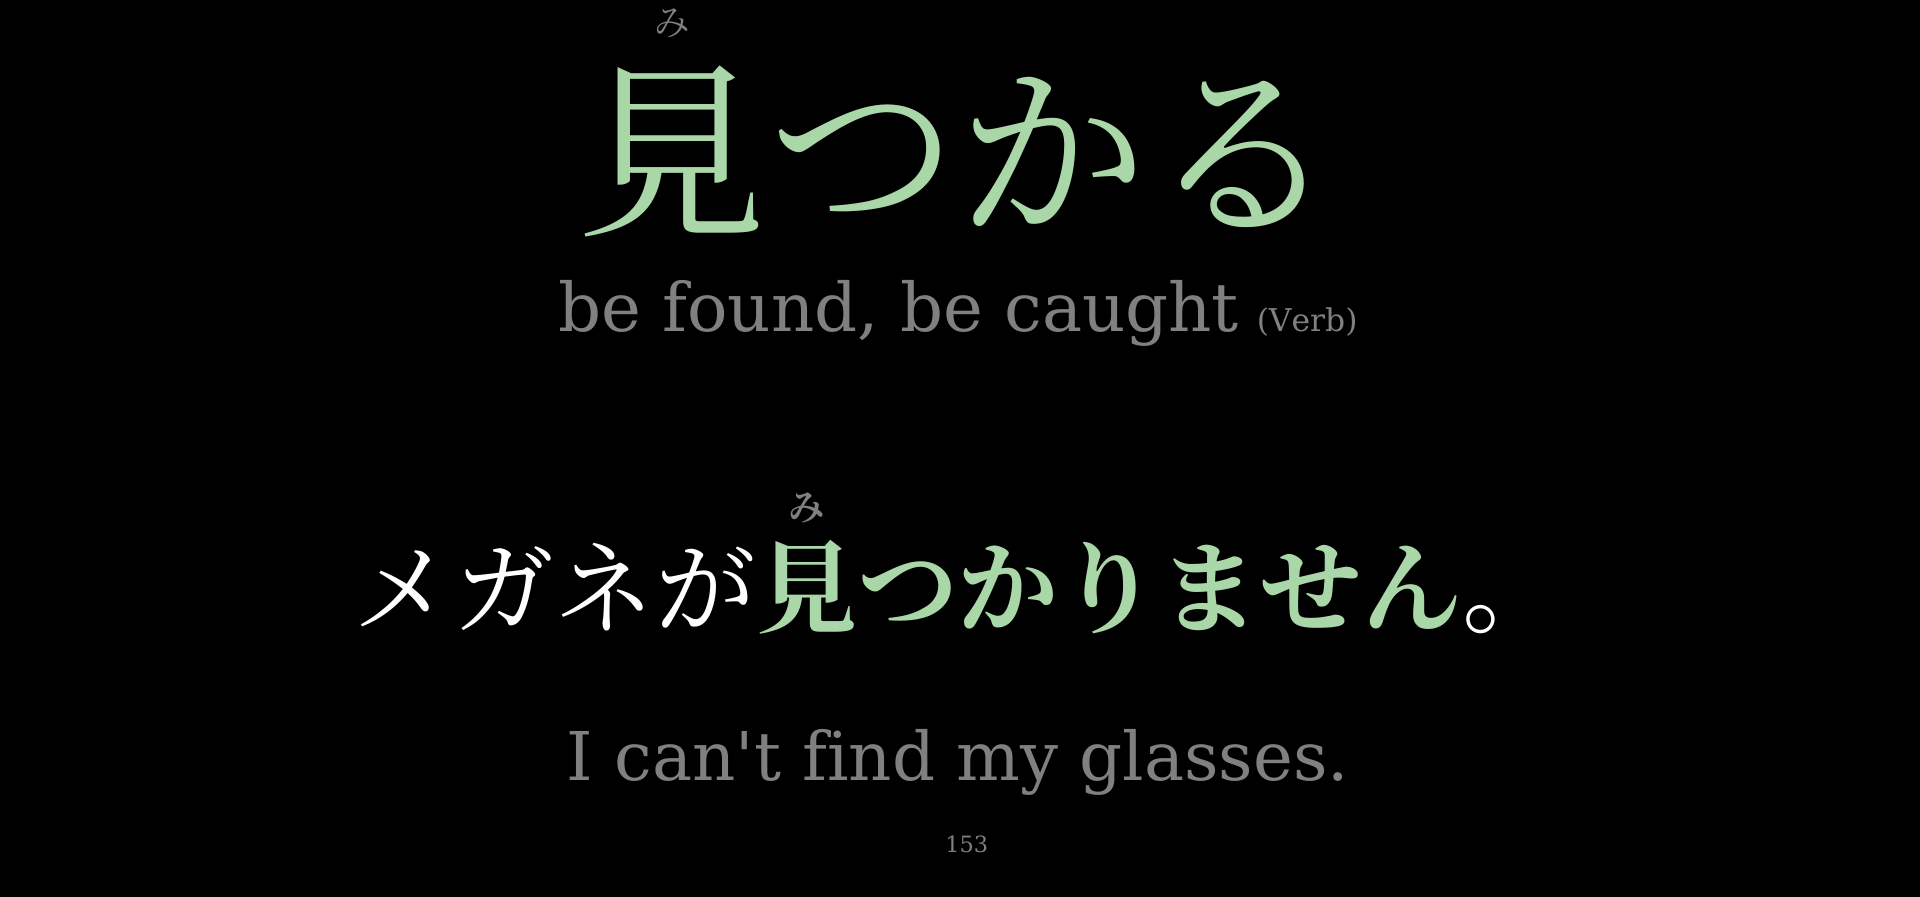 み
見つかる
be found, be caught (Verb)
み
メガネが見つかりません。
I can't find my glasses.
153